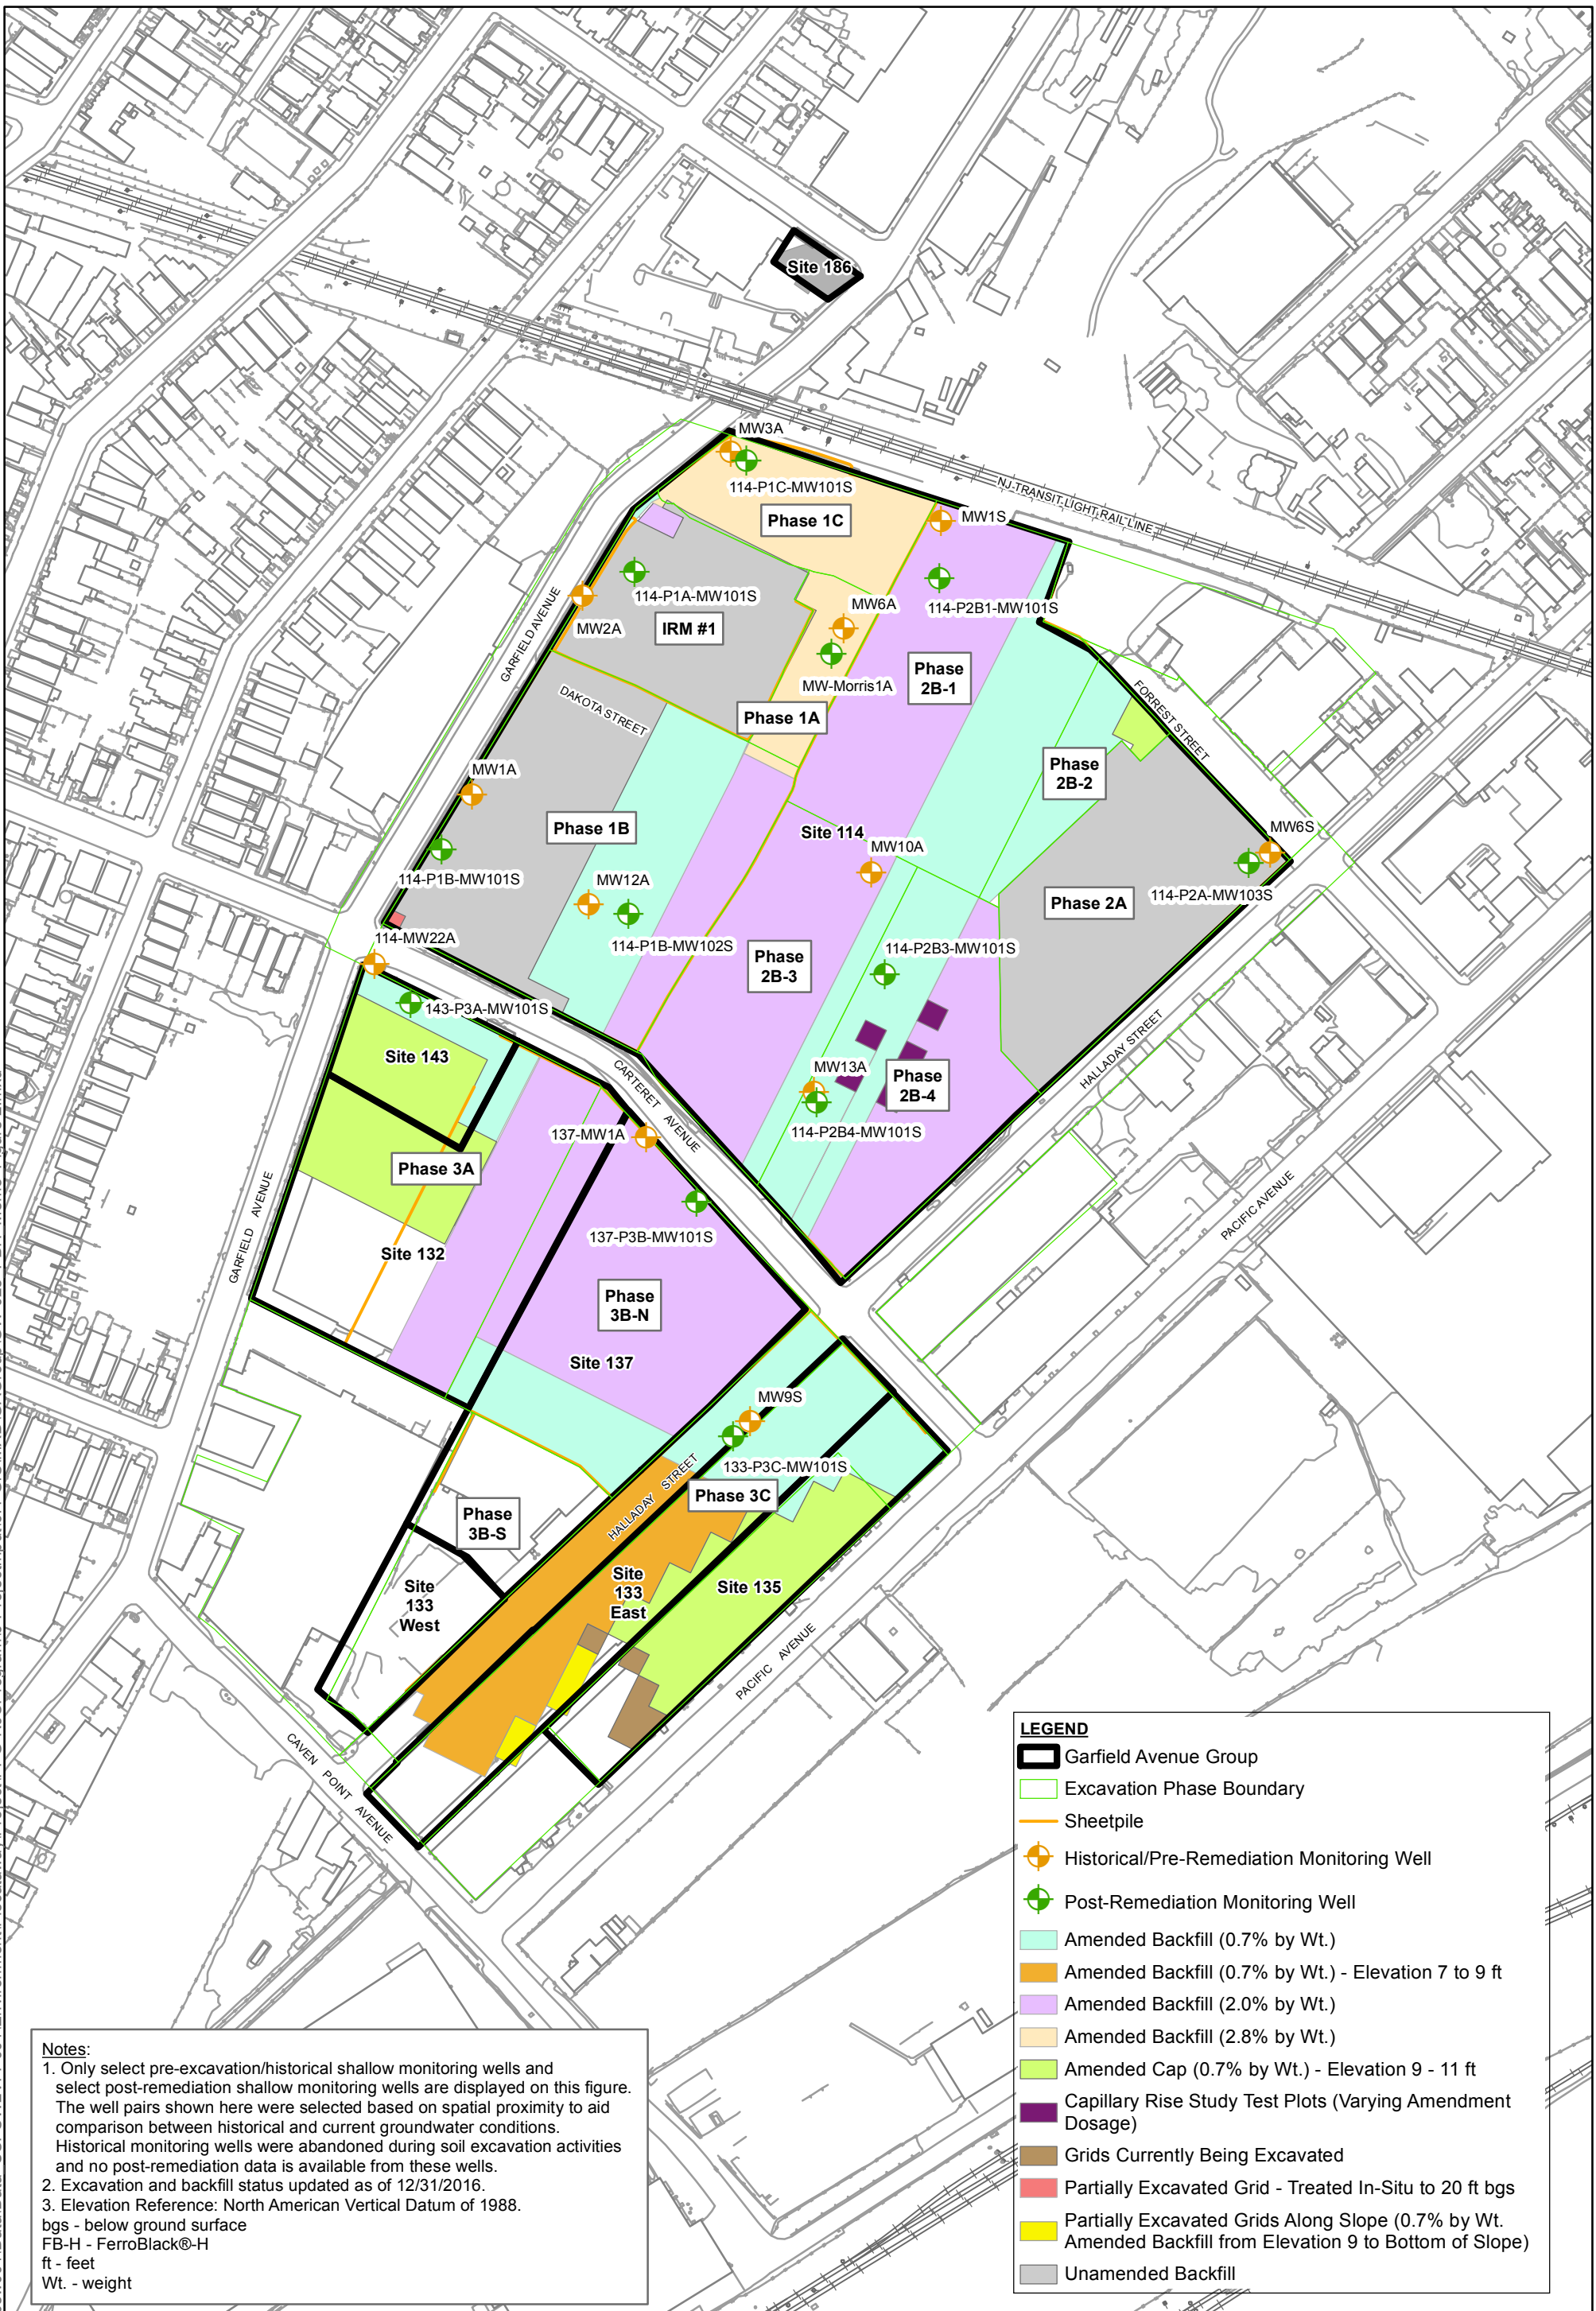 Site 186
MW3A
114-P1C-MW101S
NJ TRANSIT LIGHT RAIL LINE
Phase 1C
MW1S
114-P1A-MW101S
MW6A
114-P2B1-MW101S
GARFIELD AVENUE
MW2A
IRM #1
Phase
2B-1
MW-Morris1A
FORREST STREET
DAKOTA STREET
Phase 1A
Phase
2B-2
MW1A
Phase 1B
Site 114
MW6S
MW10A
114-P1B-MW101S
MW12A
114-P2A-MW103S
Phase 2A
114-MW22A
114-P1B-MW102S
114-P2B3-MW101S
Phase
2B-3
143-P3A-MW101S
HALLADAY STREET
Site 143
CARTERET AVENUE
MW13A
Phase
2B-4
137-MW1A
114-P2B4-MW101S
Phase 3A
PACIFIC AVENUE
GARFIELD AVENUE
137-P3B-MW101S
Site 132
Phase
3B-N
Site 137
MW9S
133-P3C-MW101S
HALLADAY STREET
Phase 3C
Phase
3B-S
Site
133
East
Site 135
Site
133
West
PACIFIC AVENUE
CAVEN POINT AVENUE
LEGEND
Garfield Avenue Group
Excavation Phase Boundary
Sheetpile
Historical/Pre-Remediation Monitoring Well
Post-Remediation Monitoring Well
Amended Backfill (0.7% by Wt.)
Amended Backfill (0.7% by Wt.) - Elevation 7 to 9 ft
Amended Backfill (2.0% by Wt.)
Amended Backfill (2.8% by Wt.)
Amended Cap (0.7% by Wt.) - Elevation 9 - 11 ft
Capillary Rise Study Test Plots (Varying Amendment
Dosage)
Grids Currently Being Excavated
Partially Excavated Grid - Treated In-Situ to 20 ft bgs
Partially Excavated Grids Along Slope (0.7% by Wt.
Amended Backfill from Elevation 9 to Bottom of Slope)
Unamended Backfill
Notes:
1. Only select pre-excavation/historical shallow monitoring wells and
select post-remediation shallow monitoring wells are displayed on this figure.
The well pairs shown here were selected based on spatial proximity to aid
comparison between historical and current groundwater conditions.
Historical monitoring wells were abandoned during soil excavation activities
and no post-remediation data is available from these wells.
2. Excavation and backfill status updated as of 12/31/2016.
3. Elevation Reference: North American Vertical Datum of 1988.
bgs - below ground surface
FB-H - FerroBlack®-H
ft - feet
Wt. - weight